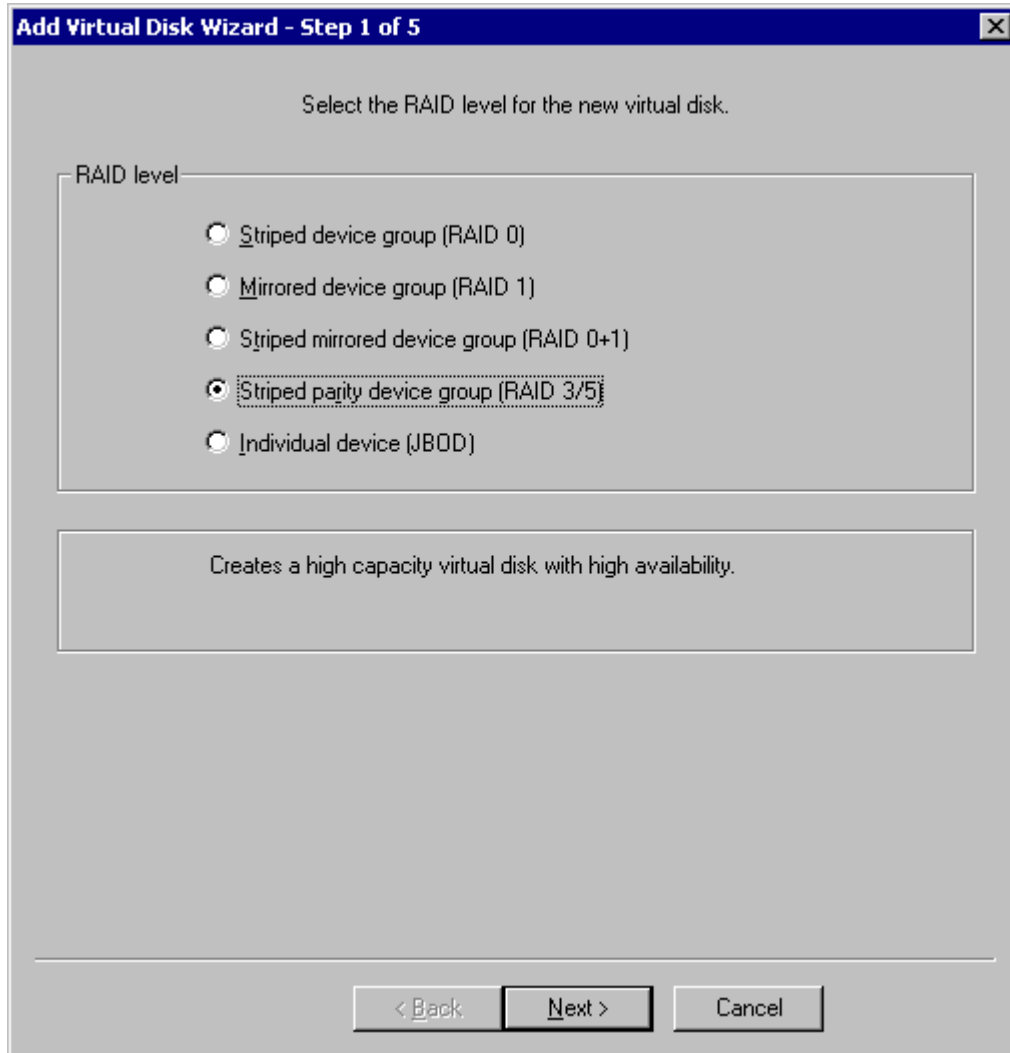 Add Virtual Disk Wizard - Step 1 of 5
Select the RAID level for the new virtual disk.
RAID level
Striped device group (RAID 0)
Mirrored device group (RAID 1)
Striped mirrored device group (RAID 0+1)
Striped parity device group (RAID 3/5)
Individual device (JBOD)
Creates a high capacity virtual disk with high availability.
< Back Next > Cancel